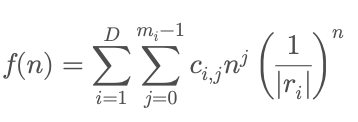 f(n) = \sum_{i=1}^{D} \sum_{j=0}^{m_i-1} c_{i,j} n^j \left( \frac{1}{|r_i|} \right)^n